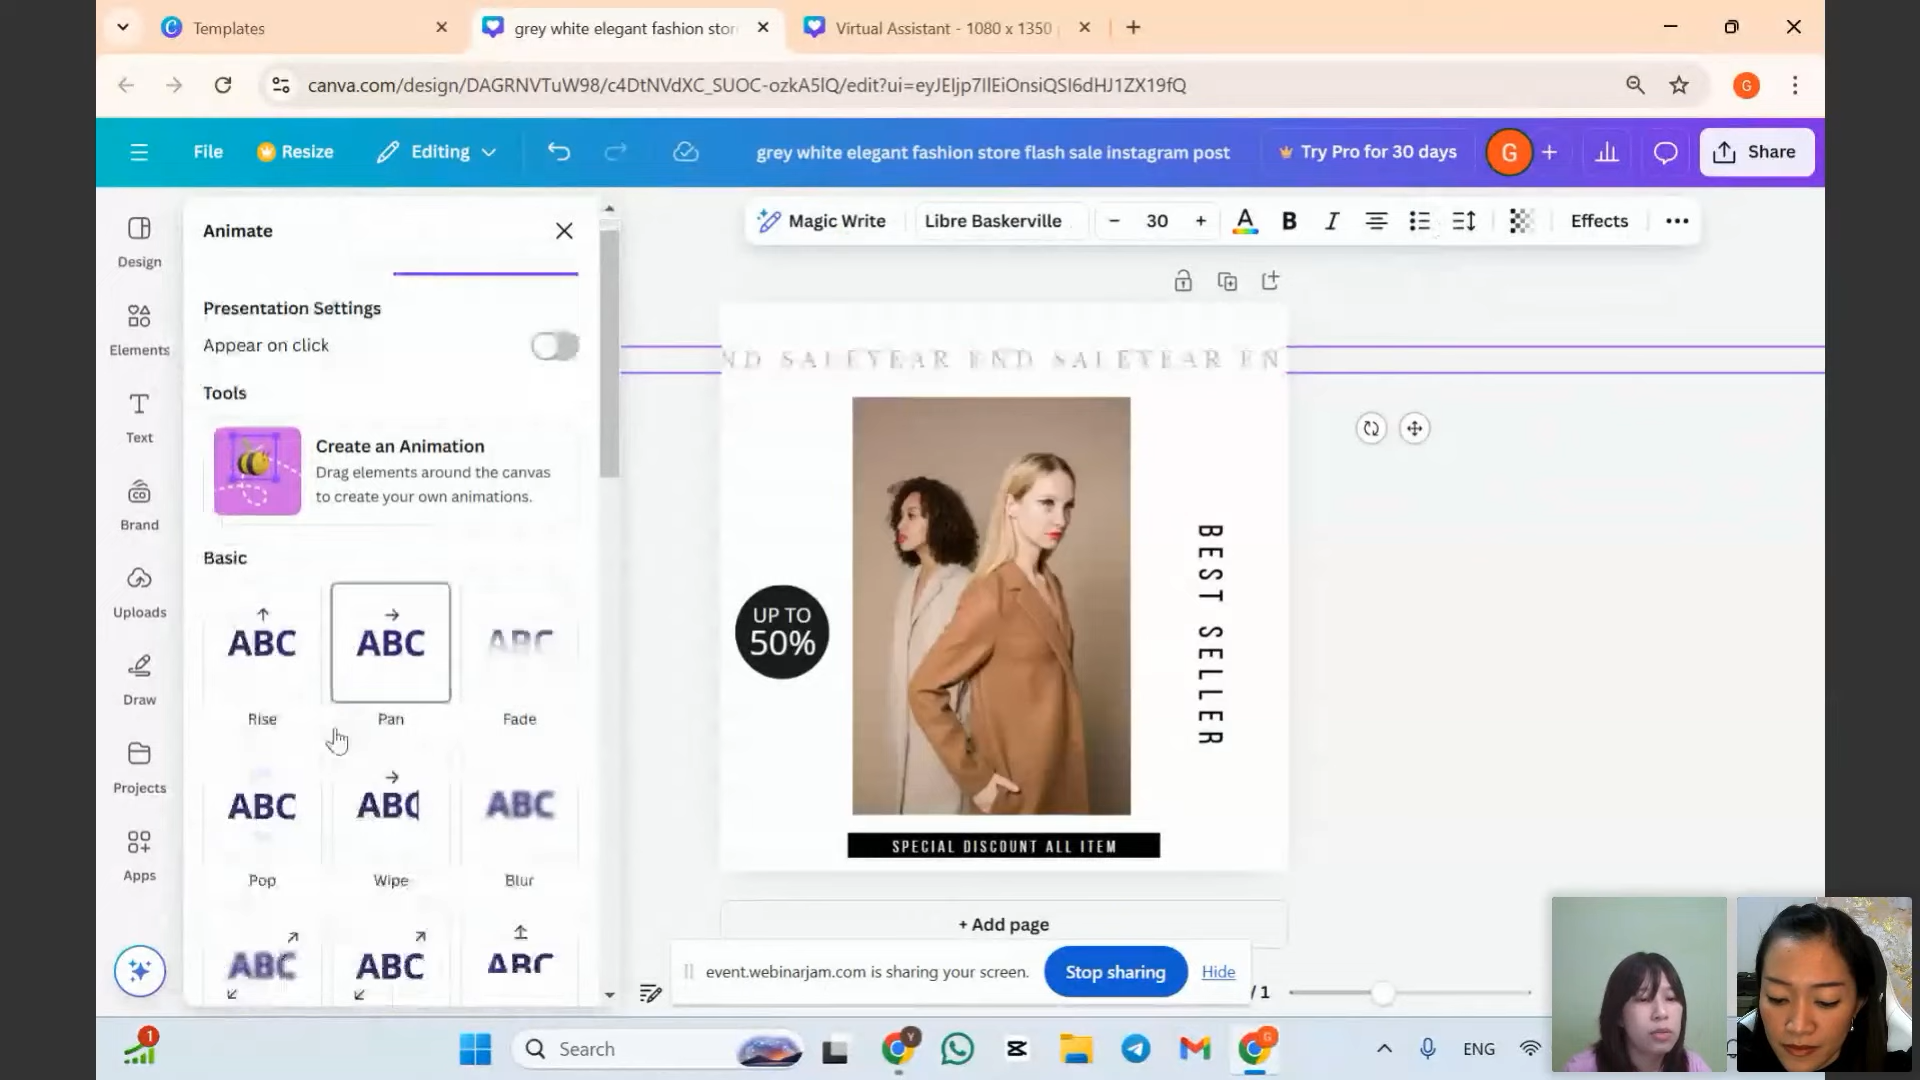 Templates
grey white elegant fashion stor
Virtual Assistant - 1080 x 1350
canva.com/design/DAGRNVTuW98/c4DtNVdXC_SUOC-ozkA5lQ/edit?ui=eyJEIjp7IlEiOnsiQSI6dHJ1ZX19fQ
G
File
Resize
Editing
grey white elegant fashion store flash sale instagram post
Try Pro for 30 days
G
Share
Design
Elements
Text
Brand
Uploads
Draw
Projects
Apps
Animate
Presentation Settings
Appear on click
Tools
Create an Animation
Drag elements around the canvas
to create your own animations.
Basic
ABC ABC ABC
Rise Pan Fade
ABC ABC ABC
Pop Wipe Blur
ABC ABC ABC
Magic Write
Libre Baskerville
30
A
B
I
Effects
ND SALEYEAR END SALEYEAR EN
UP TO
50%
BEST SELLER
SPECIAL DISCOUNT ALL ITEM
+ Add page
event.webinarjam.com is sharing your screen.
Stop sharing
Hide
/ 1
1
Search
Y
G
ENG